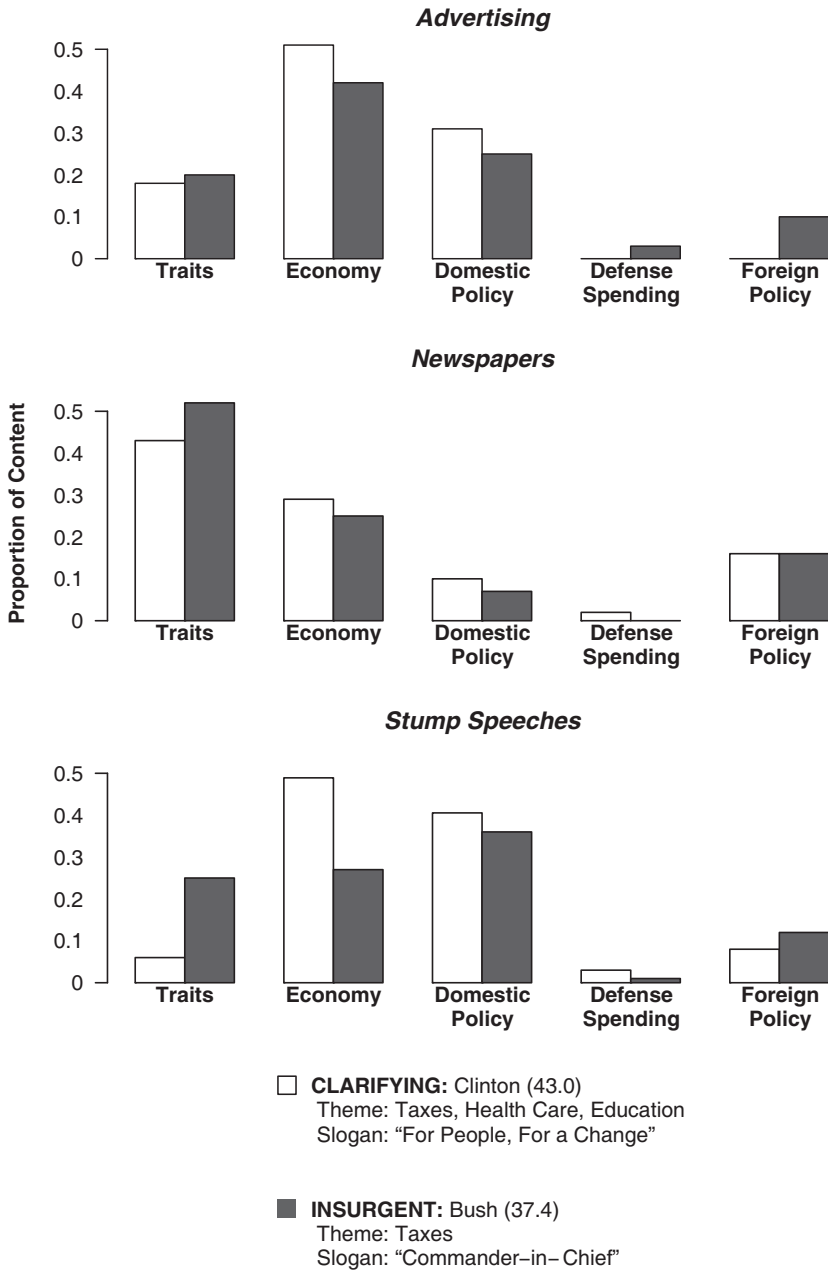 Advertising
0.5
0.4
0.3
0.2
0.1
0
Traits Economy Domestic Policy Defense Spending Foreign Policy
Newspapers
Proportion of Content
0.5
0.4
0.3
0.2
0.1
0
Traits Economy Domestic Policy Defense Spending Foreign Policy
Stump Speeches
0.5
0.4
0.3
0.2
0.1
0
Traits Economy Domestic Policy Defense Spending Foreign Policy
CLARIFYING: Clinton (43.0)
Theme: Taxes, Health Care, Education
Slogan: “For People, For a Change”
INSURGENT: Bush (37.4)
Theme: Taxes
Slogan: “Commander−in−Chief”